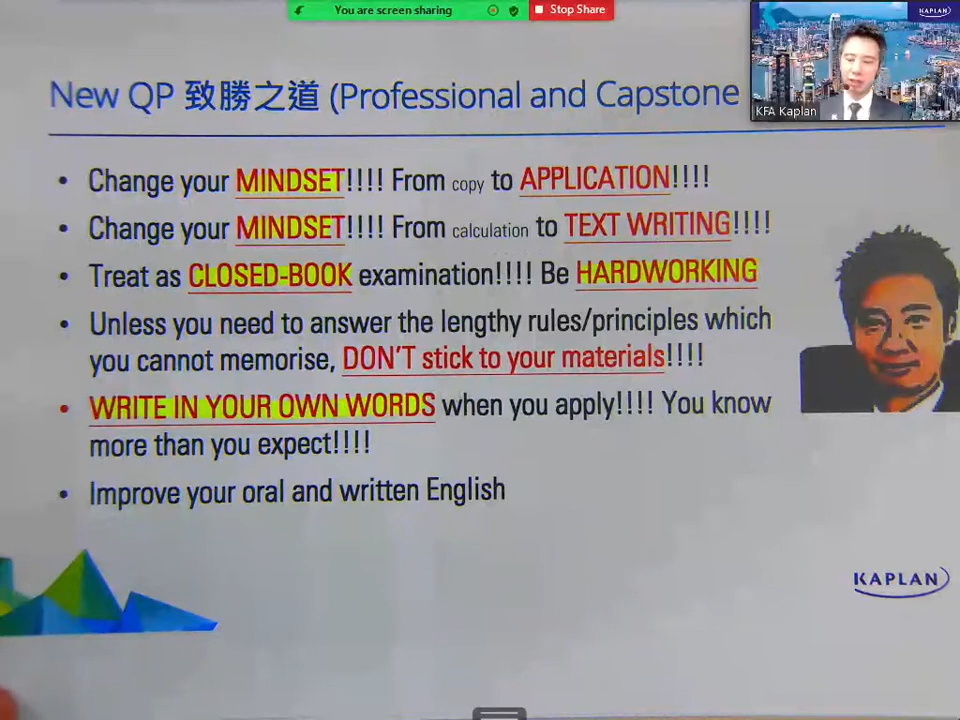 You are screen sharing
Stop Share
KAPLAN
New QP 致勝之道 (Professional and Capstone
KFA Kaplan
• Change your MINDSET!!!! From copy to APPLICATION!!!!
• Change your MINDSET!!!! From calculation to TEXT WRITING!!!!
• Treat as CLOSED-BOOK examination!!!! Be HARDWORKING
• Unless you need to answer the lengthy rules/principles which
you cannot memorise, DON'T stick to your materials!!!!
• WRITE IN YOUR OWN WORDS when you apply!!!! You know
more than you expect!!!!
• Improve your oral and written English
KAPLAN